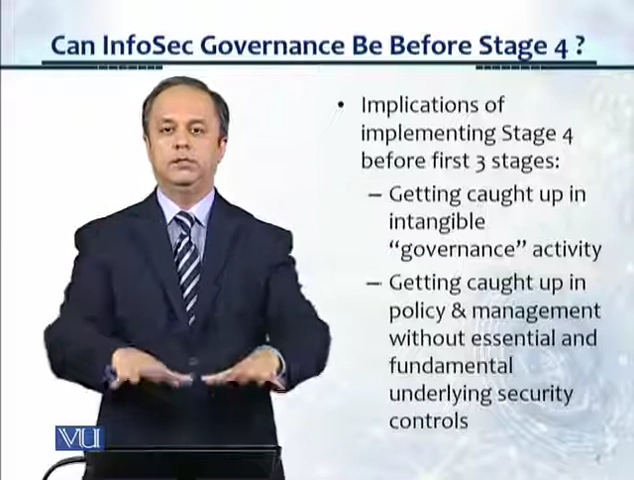 Can InfoSec Governance Be Before Stage 4 ?
• Implications of
implementing Stage 4
before first 3 stages:
– Getting caught up in
intangible
“governance” activity
– Getting caught up in
policy & management
without essential and
fundamental
underlying security
controls
VU